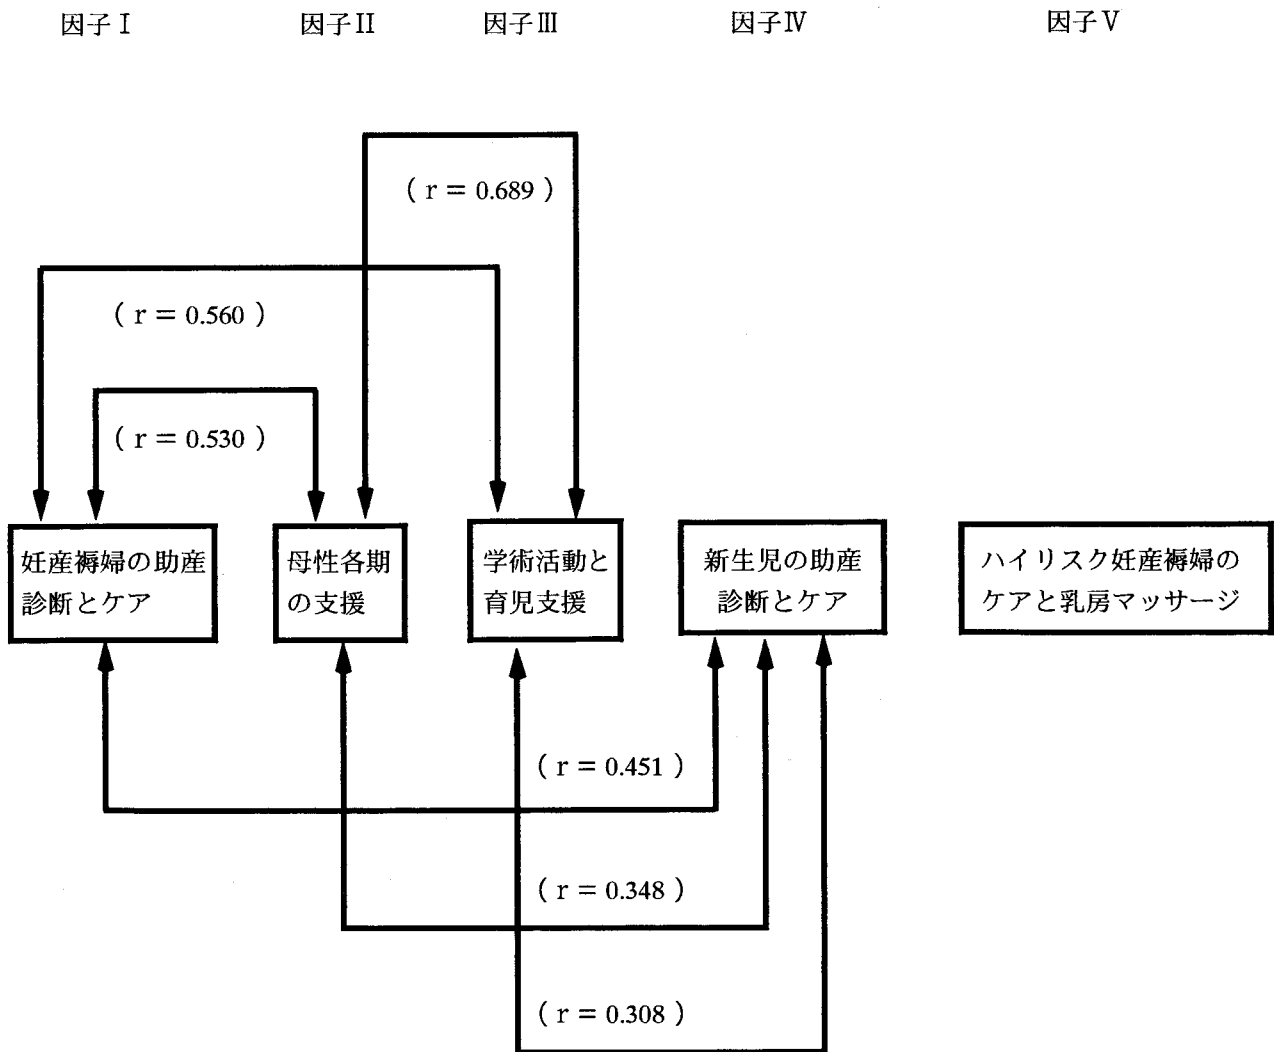 因子Ⅰ
因子Ⅱ
因子Ⅲ
因子Ⅳ
因子Ⅴ
( r = 0.689 )
( r = 0.560 )
( r = 0.530 )
妊産褥婦の助産
診断とケア
母性各期
の支援
学術活動と
育児支援
新生児の助産
診断とケア
ハイリスク妊産褥婦の
ケアと乳房マッサージ
( r = 0.451 )
( r = 0.348 )
( r = 0.308 )